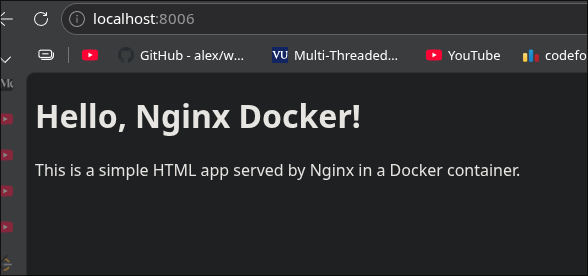 localhost:8006
GitHub - alex/w... VU Multi-Threaded... YouTube codefo
Hello, Nginx Docker!
This is a simple HTML app served by Nginx in a Docker container.